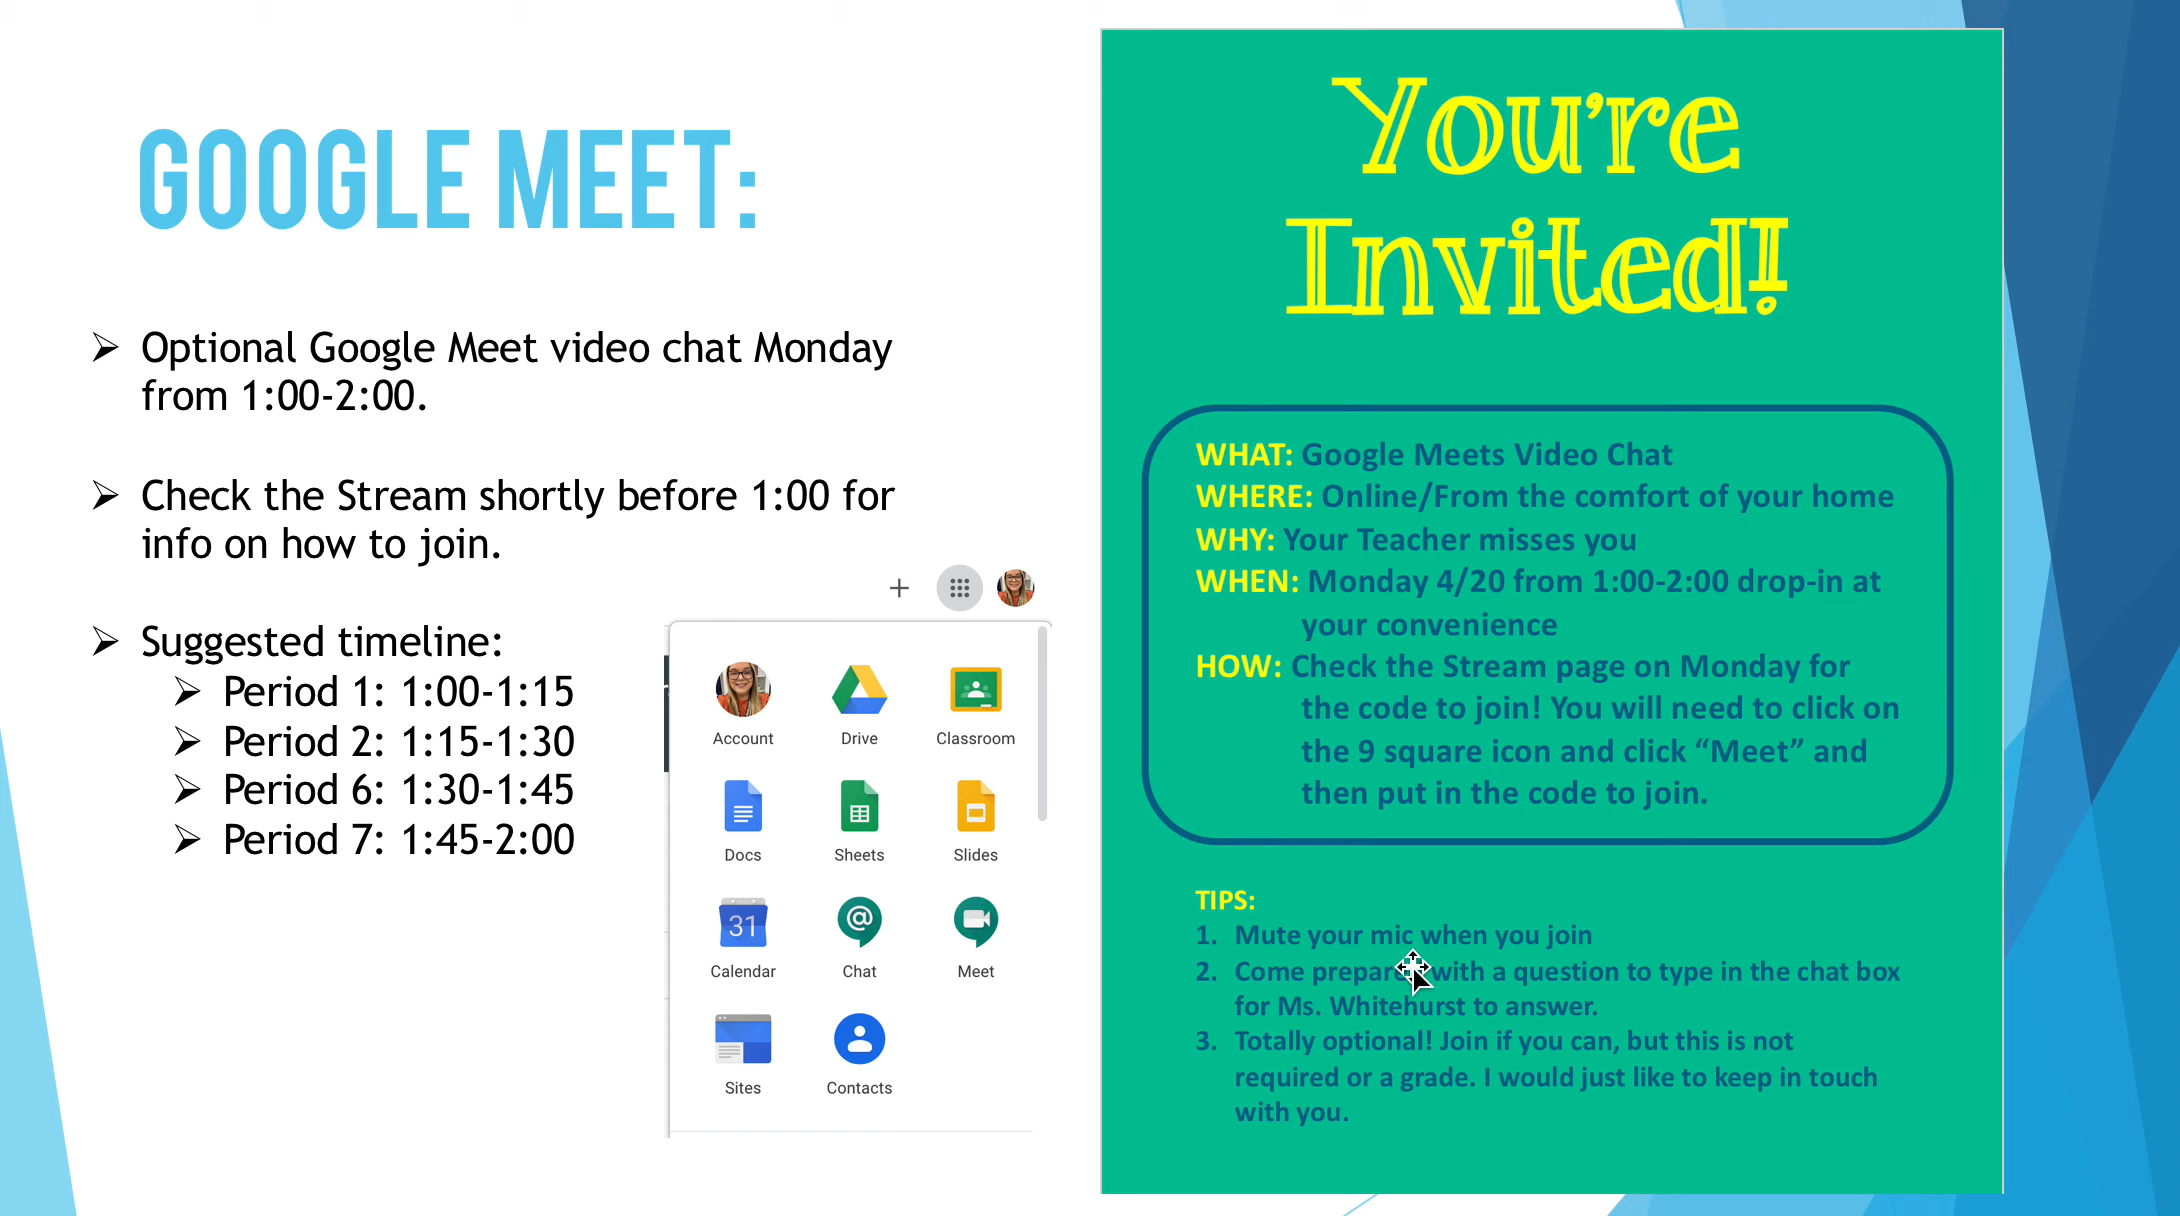 GOOGLE MEET:
➢ Optional Google Meet video chat Monday
from 1:00-2:00.
➢ Check the Stream shortly before 1:00 for
info on how to join.
➢ Suggested timeline:
➢ Period 1: 1:00-1:15
➢ Period 2: 1:15-1:30
➢ Period 6: 1:30-1:45
➢ Period 7: 1:45-2:00
Account Drive Classroom
Docs Sheets Slides
31
Calendar Chat Meet
Sites Contacts
You're
Invited!
WHAT: Google Meets Video Chat
WHERE: Online/From the comfort of your home
WHY: Your Teacher misses you
WHEN: Monday 4/20 from 1:00-2:00 drop-in at
your convenience
HOW: Check the Stream page on Monday for
the code to join! You will need to click on
the 9 square icon and click “Meet” and
then put in the code to join.
TIPS:
1. Mute your mic when you join
2. Come prepared with a question to type in the chat box
for Ms. Whitehurst to answer.
3. Totally optional! Join if you can, but this is not
required or a grade. I would just like to keep in touch
with you.